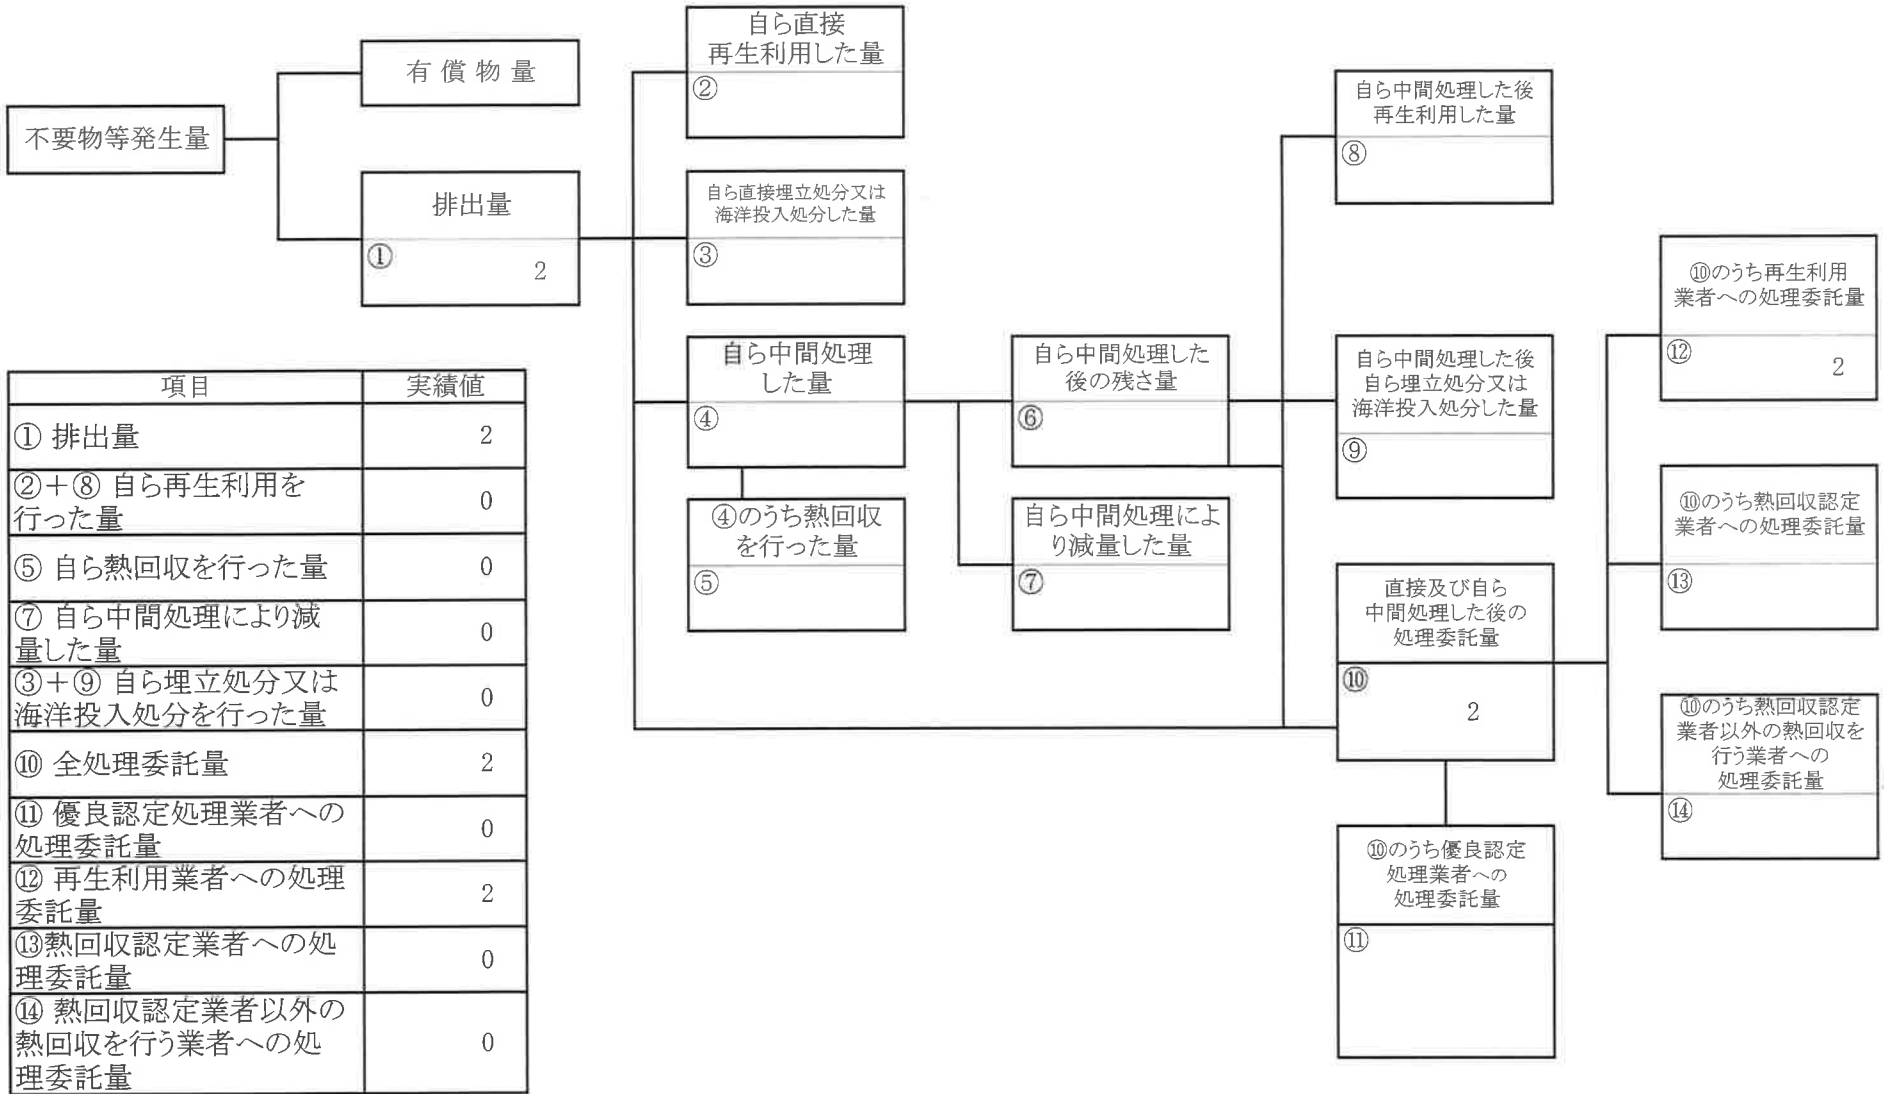 不要物等発生量
有償物量
排出量
①
2
自ら直接
再生利用した量
②
自ら直接埋立処分又は
海洋投入処分した量
③
自ら中間処理
した量
④
④のうち熱回収
を行った量
⑤
自ら中間処理した
後の残さ量
⑥
自ら中間処理によ
り減量した量
⑦
自ら中間処理した後
再生利用した量
⑧
自ら中間処理した後
自ら埋立処分又は
海洋投入処分した量
⑨
直接及び自ら
中間処理した後の
処理委託量
⑩
2
⑩のうち優良認定
処理業者への
処理委託量
⑪
⑩のうち再生利用
業者への処理委託量
⑫
2
⑩のうち熱回収認定
業者への処理委託量
⑬
⑩のうち熱回収認定
業者以外の熱回収を
行う業者への
処理委託量
⑭
項目 実績値
① 排出量 2
②＋⑧ 自ら再生利用を
行った量 0
⑤ 自ら熱回収を行った量 0
⑦ 自ら中間処理により減
量した量 0
③＋⑨ 自ら埋立処分又は
海洋投入処分を行った量 0
⑩ 全処理委託量 2
⑪ 優良認定処理業者への
処理委託量 0
⑫ 再生利用業者への処理
委託量 2
⑬熱回収認定業者への処
理委託量 0
⑭ 熱回収認定業者以外の
熱回収を行う業者への処
理委託量 0